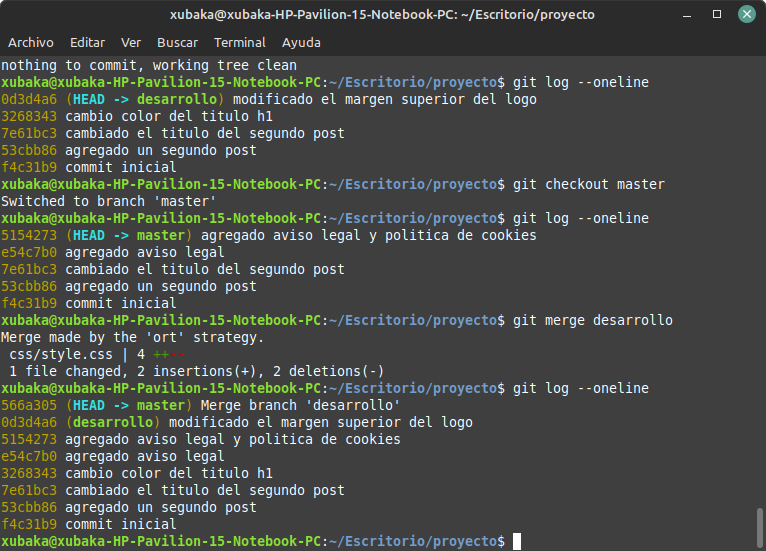 xubaka@xubaka-HP-Pavilion-15-Notebook-PC: ~/Escritorio/proyecto
Archivo Editar Ver Buscar Terminal Ayuda
nothing to commit, working tree clean
xubaka@xubaka-HP-Pavilion-15-Notebook-PC:~/Escritorio/proyecto$ git log --oneline
0d3d4a6 (HEAD -> desarrollo) modificado el margen superior del logo
3268343 cambio color del titulo h1
7e61bc3 cambiado el titulo del segundo post
53cbb86 agregado un segundo post
f4c31b9 commit inicial
xubaka@xubaka-HP-Pavilion-15-Notebook-PC:~/Escritorio/proyecto$ git checkout master
Switched to branch 'master'
xubaka@xubaka-HP-Pavilion-15-Notebook-PC:~/Escritorio/proyecto$ git log --oneline
5154273 (HEAD -> master) agregado aviso legal y politica de cookies
e54c7b0 agregado aviso legal
7e61bc3 cambiado el titulo del segundo post
53cbb86 agregado un segundo post
f4c31b9 commit inicial
xubaka@xubaka-HP-Pavilion-15-Notebook-PC:~/Escritorio/proyecto$ git merge desarrollo
Merge made by the 'ort' strategy.
 css/style.css | 4 ++--
 1 file changed, 2 insertions(+), 2 deletions(-)
xubaka@xubaka-HP-Pavilion-15-Notebook-PC:~/Escritorio/proyecto$ git log --oneline
566a305 (HEAD -> master) Merge branch 'desarrollo'
0d3d4a6 (desarrollo) modificado el margen superior del logo
5154273 agregado aviso legal y politica de cookies
e54c7b0 agregado aviso legal
3268343 cambio color del titulo h1
7e61bc3 cambiado el titulo del segundo post
53cbb86 agregado un segundo post
f4c31b9 commit inicial
xubaka@xubaka-HP-Pavilion-15-Notebook-PC:~/Escritorio/proyecto$